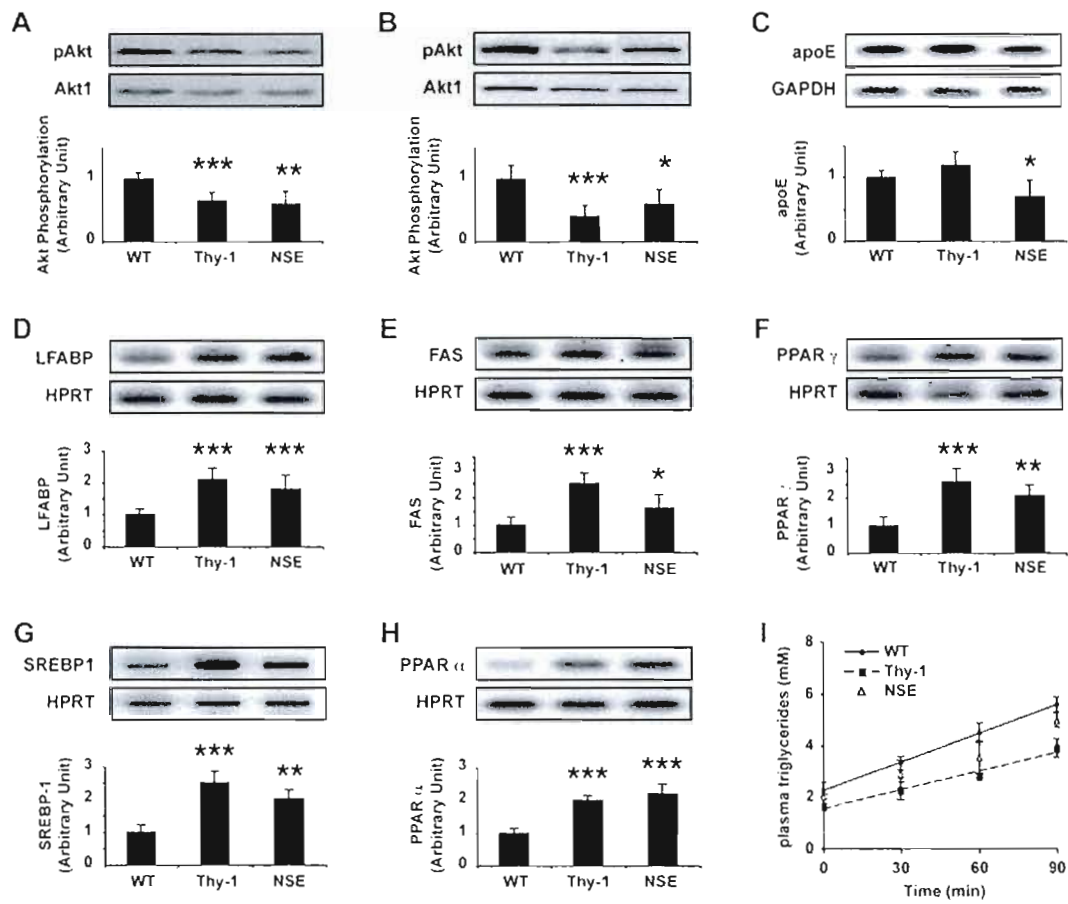 A
pAkt
Akt1
Akt Phosphorylation
(Arbitrary Unit)
1
0
***
**
WT Thy-1 NSE
B
pAkt
Akt1
Akt Phosphorylation
(Arbitrary Unit)
1
0
***
*
WT Thy-1 NSE
C
apoE
GAPDH
apoE
(Arbitrary Unit)
1
0
*
WT Thy-1 NSE
D
LFABP
HPRT
LFABP
(Arbitrary Unit)
3
2
1
0
*** ***
WT Thy-1 NSE
E
FAS
HPRT
FAS
(Arbitrary Unit)
3
2
1
0
***
*
WT Thy-1 NSE
F
PPAR γ
HPRT
PPAR γ
(Arbitrary Unit)
3
2
1
0
***
**
WT Thy-1 NSE
G
SREBP1
HPRT
SREBP-1
(Arbitrary Unit)
3
2
1
0
***
**
WT Thy-1 NSE
H
PPAR α
HPRT
PPAR α
(Arbitrary Unit)
3
2
1
0
*** ***
WT Thy-1 NSE
I
plasma triglycerides (mM)
8
6
4
2
0
WT
Thy-1
NSE
0 30 60 90
Time (min)